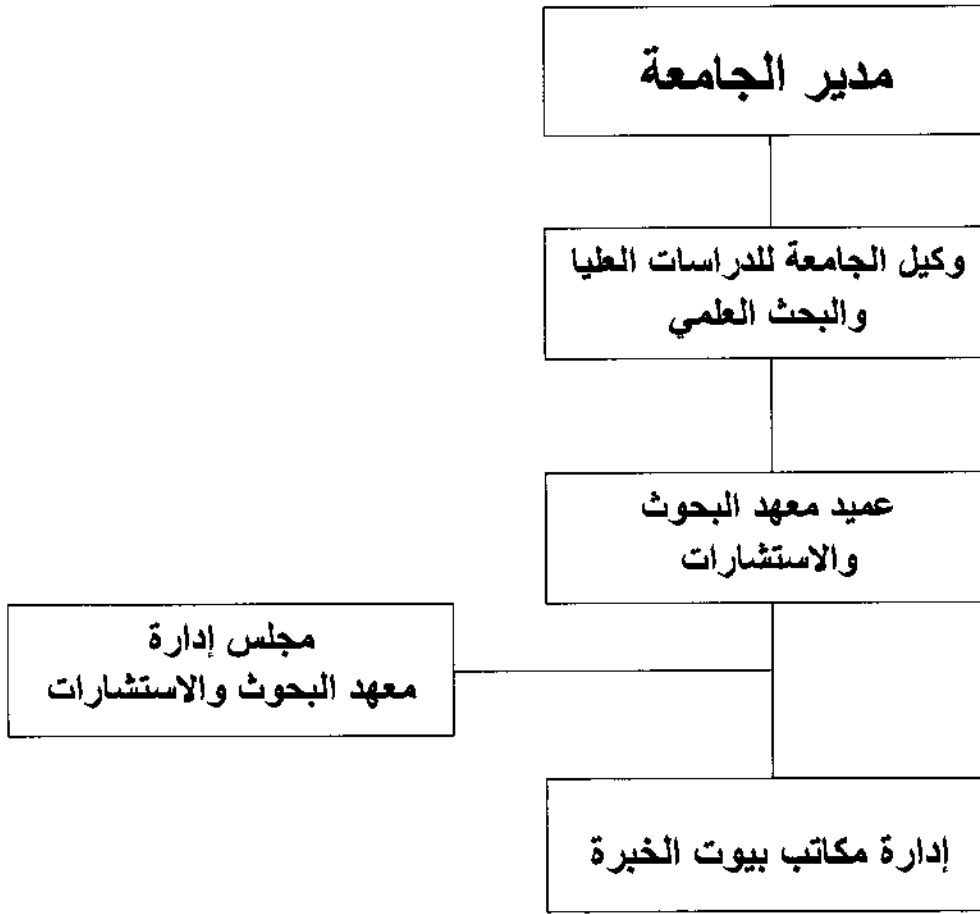 مدير الجامعة
وكيل الجامعة للدراسات العليا
والبحث العلمي
عميد معهد البحوث
والاستشارات
مجلس إدارة
معهد البحوث والاستشارات
إدارة مكاتب بيوت الخبرة